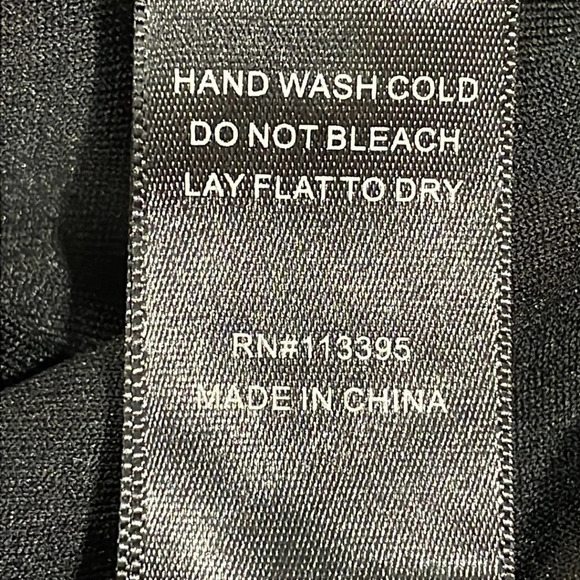 HAND WASH COLD
DO NOT BLEACH
LAY FLAT TO DRY
RN#113395
MADE IN CHINA